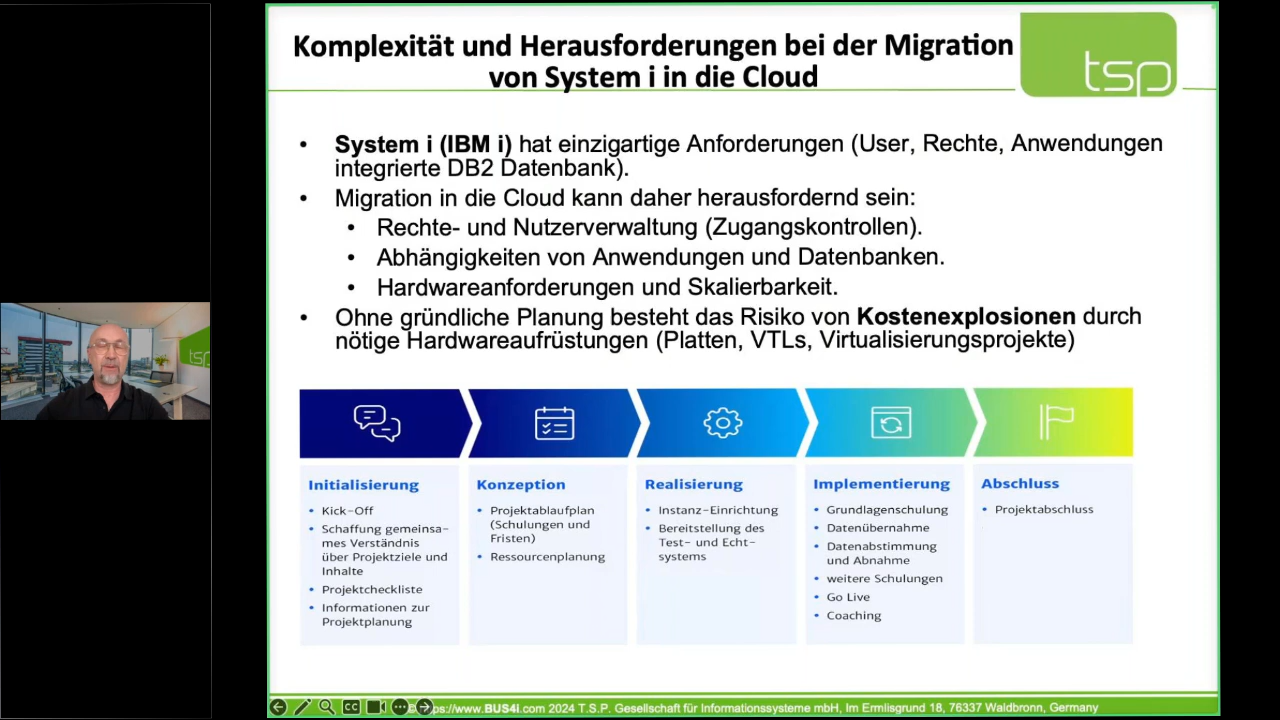 Komplexität und Herausforderungen bei der Migration
von System i in die Cloud
tsp
• System i (IBM i) hat einzigartige Anforderungen (User, Rechte, Anwendungen
integrierte DB2 Datenbank).
• Migration in die Cloud kann daher herausfordernd sein:
• Rechte- und Nutzerverwaltung (Zugangskontrollen).
• Abhängigkeiten von Anwendungen und Datenbanken.
• Hardwareanforderungen und Skalierbarkeit.
• Ohne gründliche Planung besteht das Risiko von Kostenexplosionen durch
nötige Hardwareaufrüstungen (Platten, VTLs, Virtualisierungsprojekte)
tsp
Initialisierung
• Kick-Off
• Schaffung gemeinsa-
mes Verständnis
über Projektziele und
Inhalte
• Projektcheckliste
• Informationen zur
Projektplanung
Konzeption
• Projektablaufplan
(Schulungen und
Fristen)
• Ressourcenplanung
Realisierung
• Instanz-Einrichtung
• Bereitstellung des
Test- und Echt-
systems
Implementierung
• Grundlagenschulung
• Datenübernahme
• Datenabstimmung
und Abnahme
• weitere Schulungen
• Go Live
• Coaching
Abschluss
• Projektabschluss
CC
www.BUS4i.com 2024 T.S.P. Gesellschaft für Informationssysteme mbH, Im Ermlisgrund 18, 76337 Waldbronn, Germany